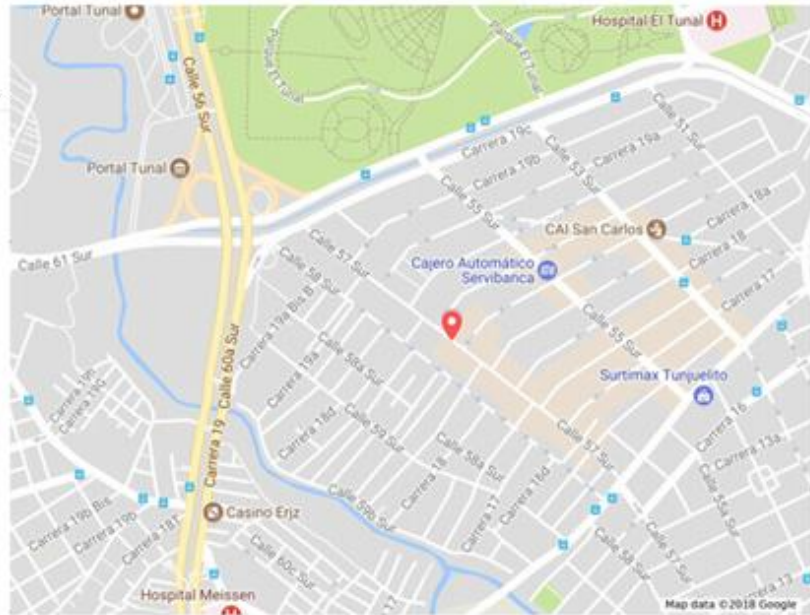 Portal Tunal
Hospital El Tunal
H
Parque El Tunal
Parque El Tunal
Calle 56 Sur
Calle 51 Sur
Carrera 19c
Carrera 19b
Carrera 19a
Calle 53 Sur
Portal Tunal
Calle 55 Sur
Carrera 18a
CAI San Carlos
Carrera 18
Calle 61 Sur
Calle 57 Sur
Cajero Automático
Servibanca
Carrera 17
Calle 58 Sur
Carrera 19a Bis B
Calle 55 Sur
Carrera 19a
Calle 58a Sur
Surtimax Tunjuelito
Carrera 19 - Calle 60a Sur
Carrera 19h
Carrera 19G
Carrera 16
Carrera 18d
Calle 59 Sur
Calle 57 Sur
Carrera 13a
Calle 58a Sur
Carrera 18
Carrera 17
Carrera 16d
Calle 59b Sur
Calle 55a Sur
Carrera 19b Bis
Carrera 19b
Carrera 18T
Casino Erjz
Calle 60c Sur
Calle 58 Sur
Calle 57 Sur
Carrera 13
Hospital Meissen
H
17
Map data ©2018 Google